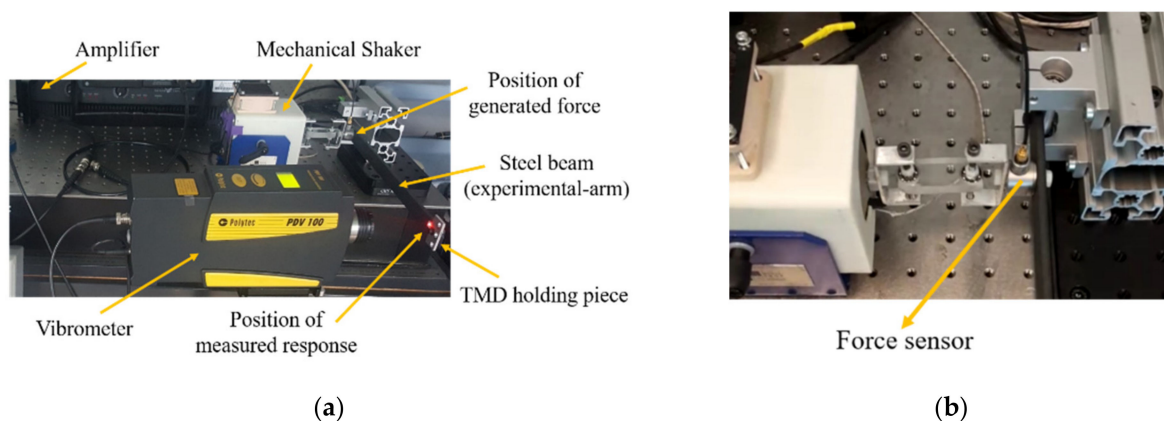 Amplifier
Mechanical Shaker
Position of
generated force
Steel beam
(experimental-arm)
Polytec
PDV 100
TMD holding piece
Vibrometer
Position of
measured response
(a)
Force sensor
(b)